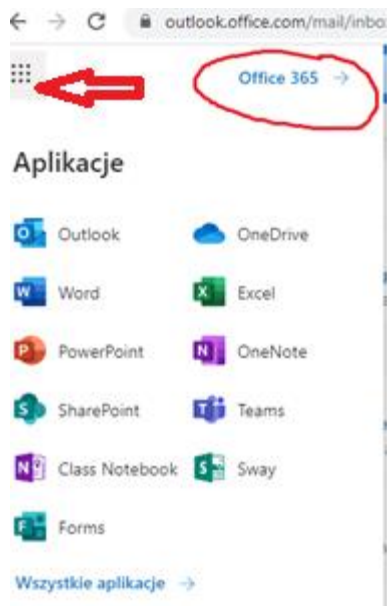 outlook.office.com/mail/inbo
Office 365 →
Aplikacje
Outlook OneDrive
Word Excel
PowerPoint OneNote
SharePoint Teams
Class Notebook Sway
Forms
Wszystkie aplikacje →